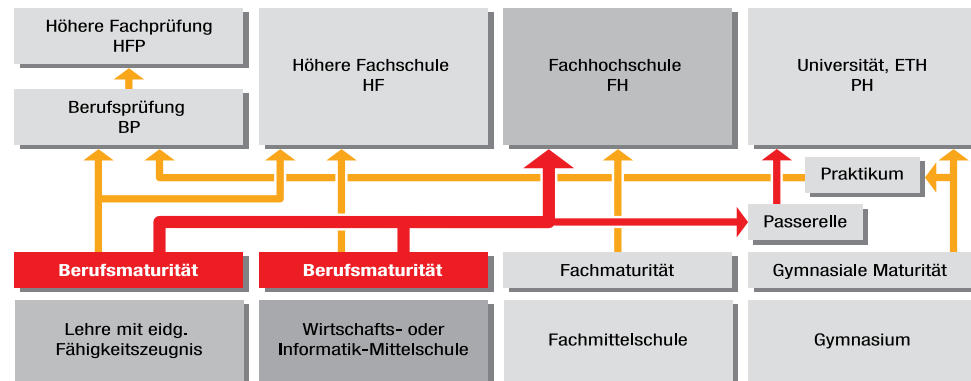 Höhere Fachprüfung
HFP
Berufsprüfung
BP
Höhere Fachschule
HF
Fachhochschule
FH
Universität, ETH
PH
Praktikum
Passerelle
Berufsmaturität
Berufsmaturität
Fachmaturität
Gymnasiale Maturität
Lehre mit eidg.
Fähigkeitszeugnis
Wirtschafts- oder
Informatik-Mittelschule
Fachmittelschule
Gymnasium